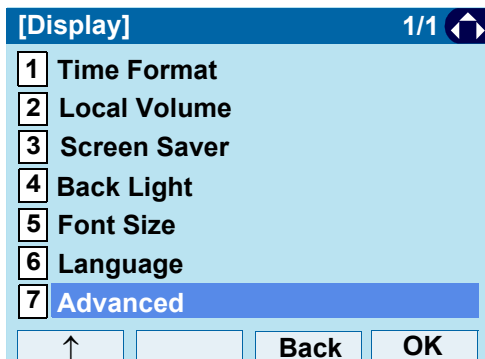 [Display] 1/1
1 Time Format
2 Local Volume
3 Screen Saver
4 Back Light
5 Font Size
6 Language
7 Advanced
↑ Back OK